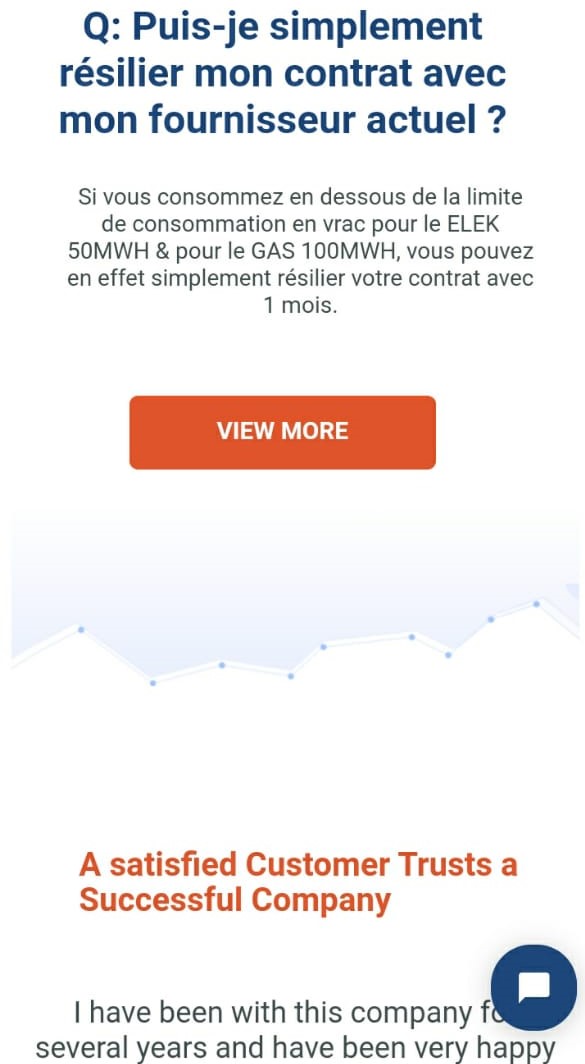 Q: Puis-je simplement
résilier mon contrat avec
mon fournisseur actuel ?
Si vous consommez en dessous de la limite
de consommation en vrac pour le ELEK
50MWH & pour le GAS 100MWH, vous pouvez
en effet simplement résilier votre contrat avec
1 mois.
VIEW MORE
A satisfied Customer Trusts a
Successful Company
I have been with this company
several years and have been very happy